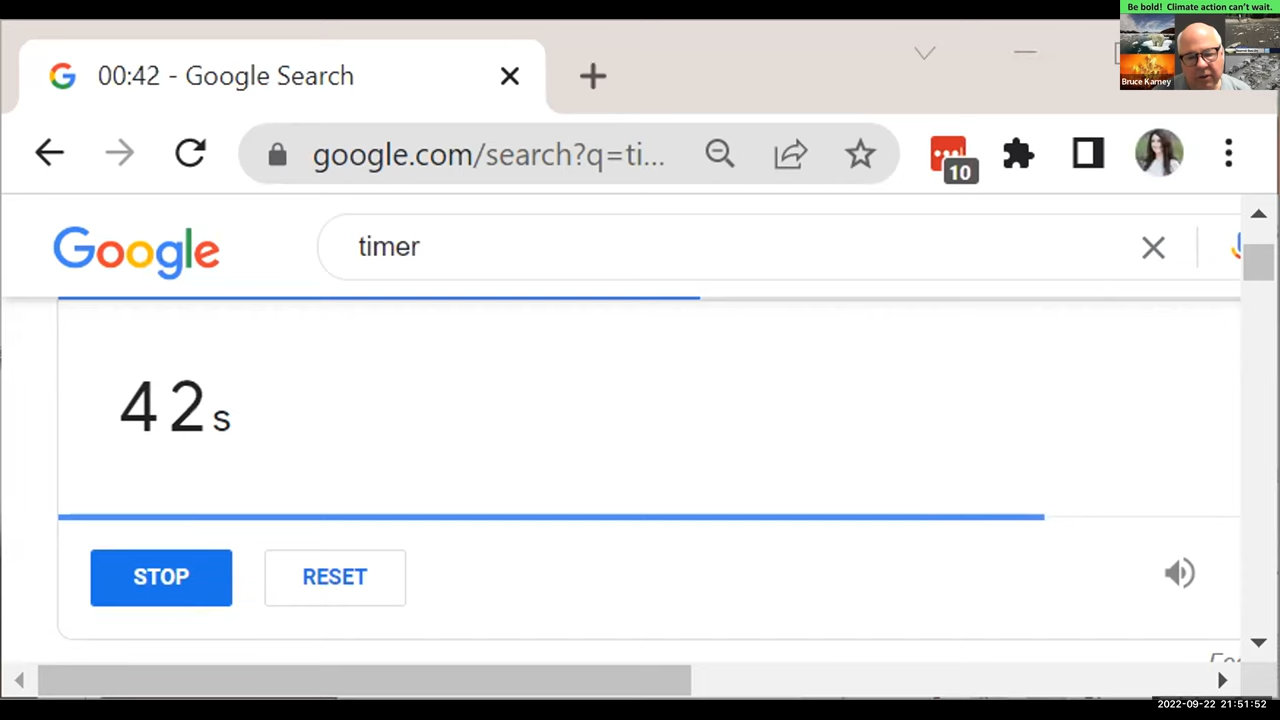 Be bold! Climate action can't wait.
00:42 - Google Search
Bruce Karney
google.com/search?q=ti...
10
Google
timer
42s
STOP
RESET
2022-09-22 21:51:52